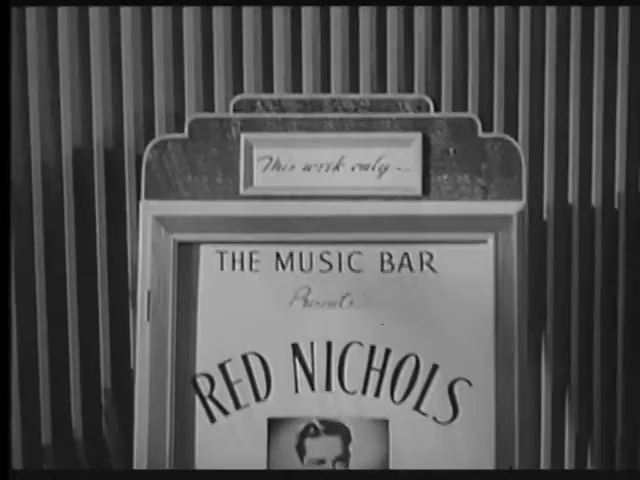 This week only...
THE MUSIC BAR
Presents
RED NICHOLS